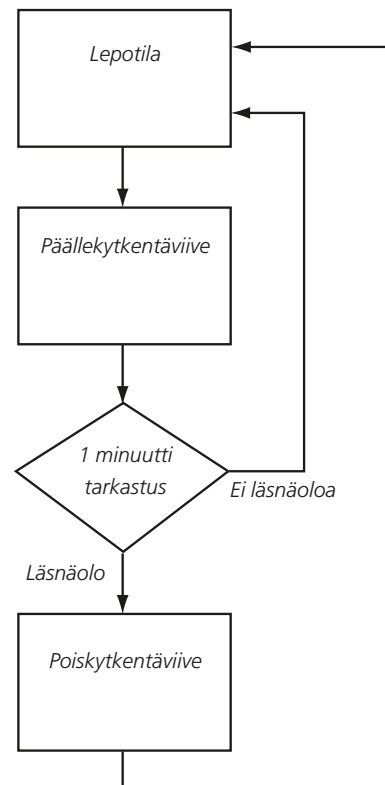 Lepotila
Päällekytkentäviive
1 minuutti
tarkastus
Ei läsnäoloa
Läsnäolo
Poiskytkentäviive